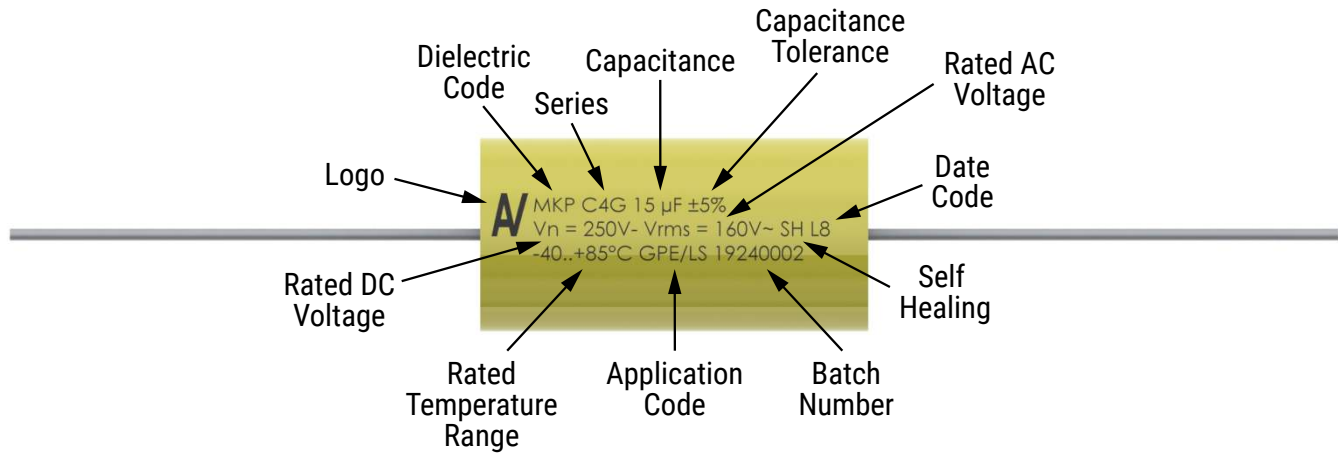 Capacitance
Tolerance
Dielectric
Code
Capacitance
Rated AC
Voltage
Series
Logo
Date
Code
MKP C4G 15 µF ±5%
Vn = 250V- Vrms = 160V~ SH L8
-40..+85°C GPE/LS 19240002
Rated DC
Voltage
Self
Healing
Rated
Temperature
Range
Application
Code
Batch
Number